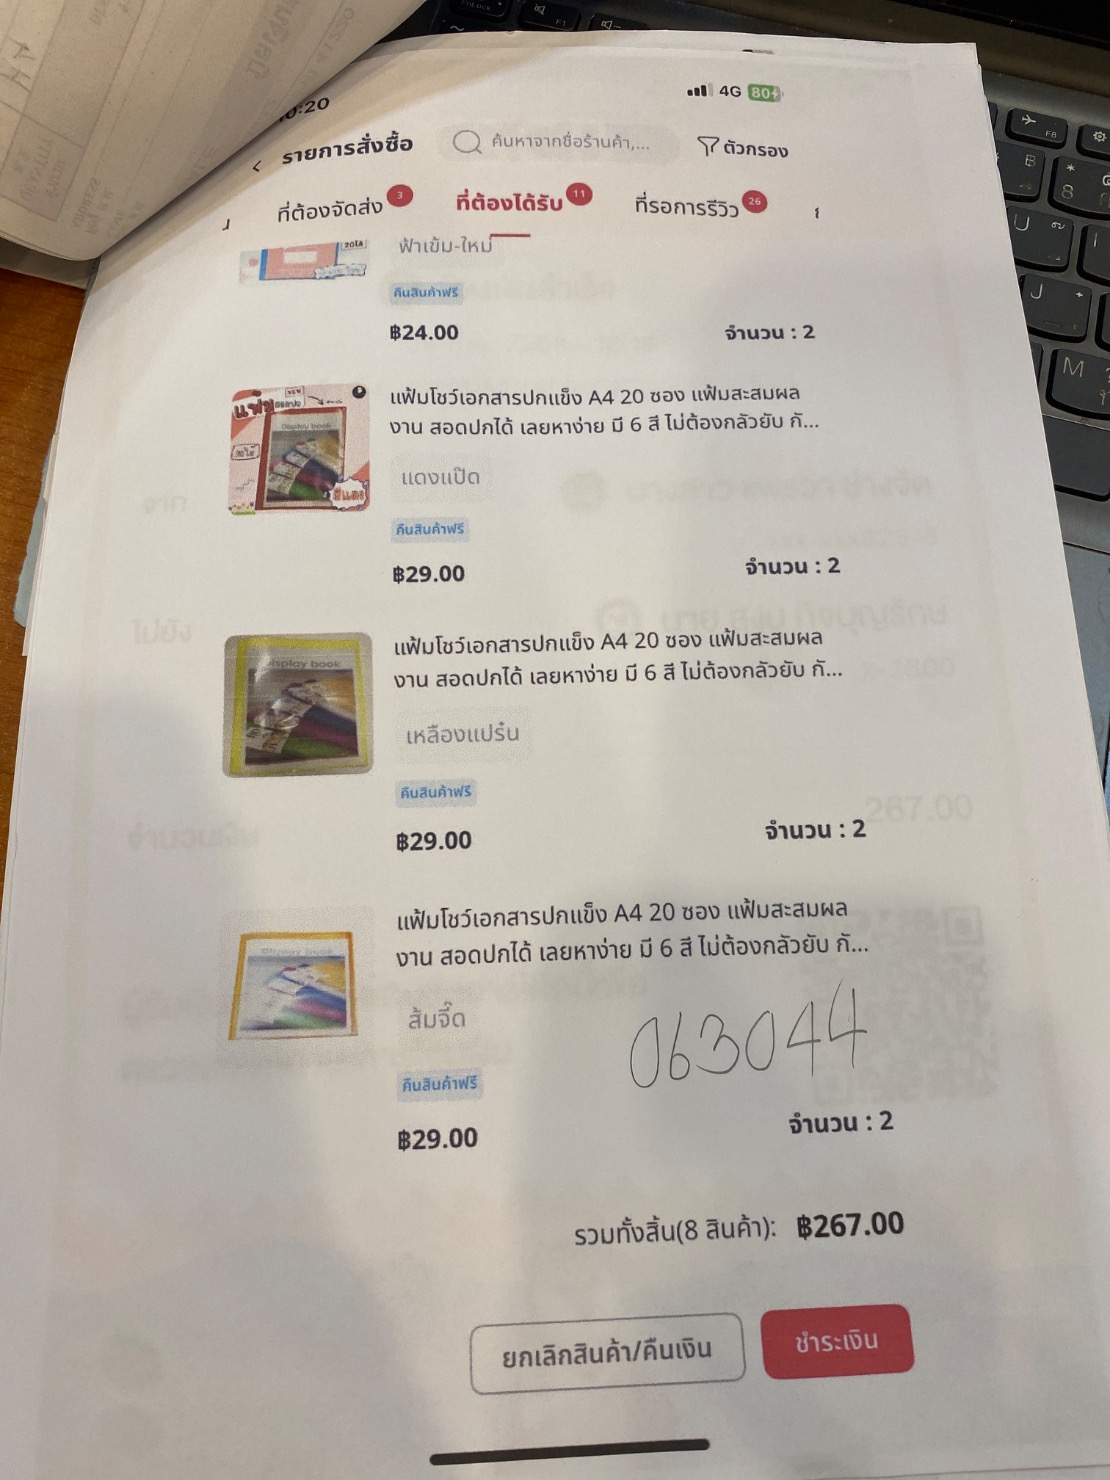 :20
4G 80
< รายการสั่งซื้อ
ค้นหาจากชื่อร้านค้า,...
ตัวกรอง
ที่ต้องจัดส่ง 3
ที่ต้องได้รับ 11
ที่รอการรีวิว 26
ฟ้าเข้ม-ใหม่
คืนสินค้าฟรี
฿24.00
จำนวน : 2
แฟ้มโชว์เอกสารปกแข็ง A4 20 ซอง แฟ้มสะสมผล
งาน สอดปกได้ เลยหาง่าย มี 6 สี ไม่ต้องกลัวยับ กั...
แดงแป๊ด
คืนสินค้าฟรี
฿29.00
จำนวน : 2
แฟ้มโชว์เอกสารปกแข็ง A4 20 ซอง แฟ้มสะสมผล
งาน สอดปกได้ เลยหาง่าย มี 6 สี ไม่ต้องกลัวยับ กั...
Display book
เหลืองแปร๋น
คืนสินค้าฟรี
฿29.00
จำนวน : 2
แฟ้มโชว์เอกสารปกแข็ง A4 20 ซอง แฟ้มสะสมผล
งาน สอดปกได้ เลยหาง่าย มี 6 สี ไม่ต้องกลัวยับ กั...
ส้มจี๊ด
063044
คืนสินค้าฟรี
฿29.00
จำนวน : 2
รวมทั้งสิ้น(8 สินค้า): ฿267.00
ยกเลิกสินค้า/คืนเงิน
ชำระเงิน